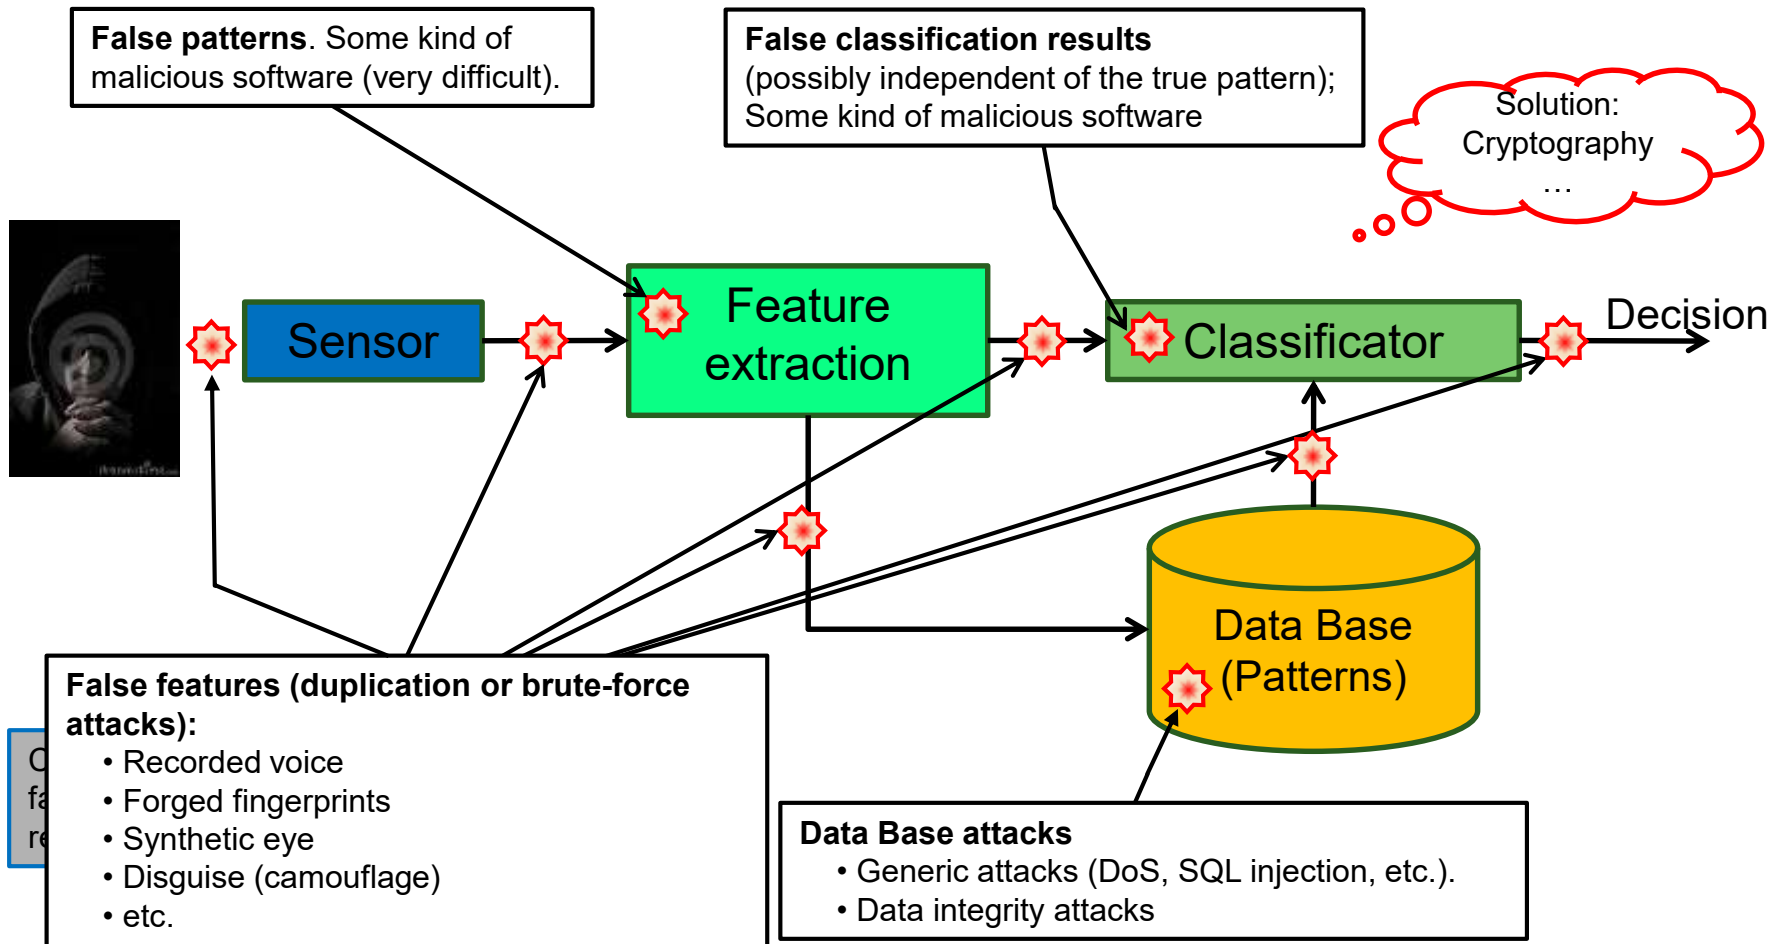 False patterns. Some kind of
malicious software (very difficult).
False classification results
(possibly independent of the true pattern);
Some kind of malicious software
Solution:
Cryptography
…
Sensor
Feature
extraction
Classificator
Decision
Data Base
(Patterns)
False features (duplication or brute-force
attacks):
• Recorded voice
• Forged fingerprints
• Synthetic eye
• Disguise (camouflage)
• etc.
Data Base attacks
• Generic attacks (DoS, SQL injection, etc.).
• Data integrity attacks